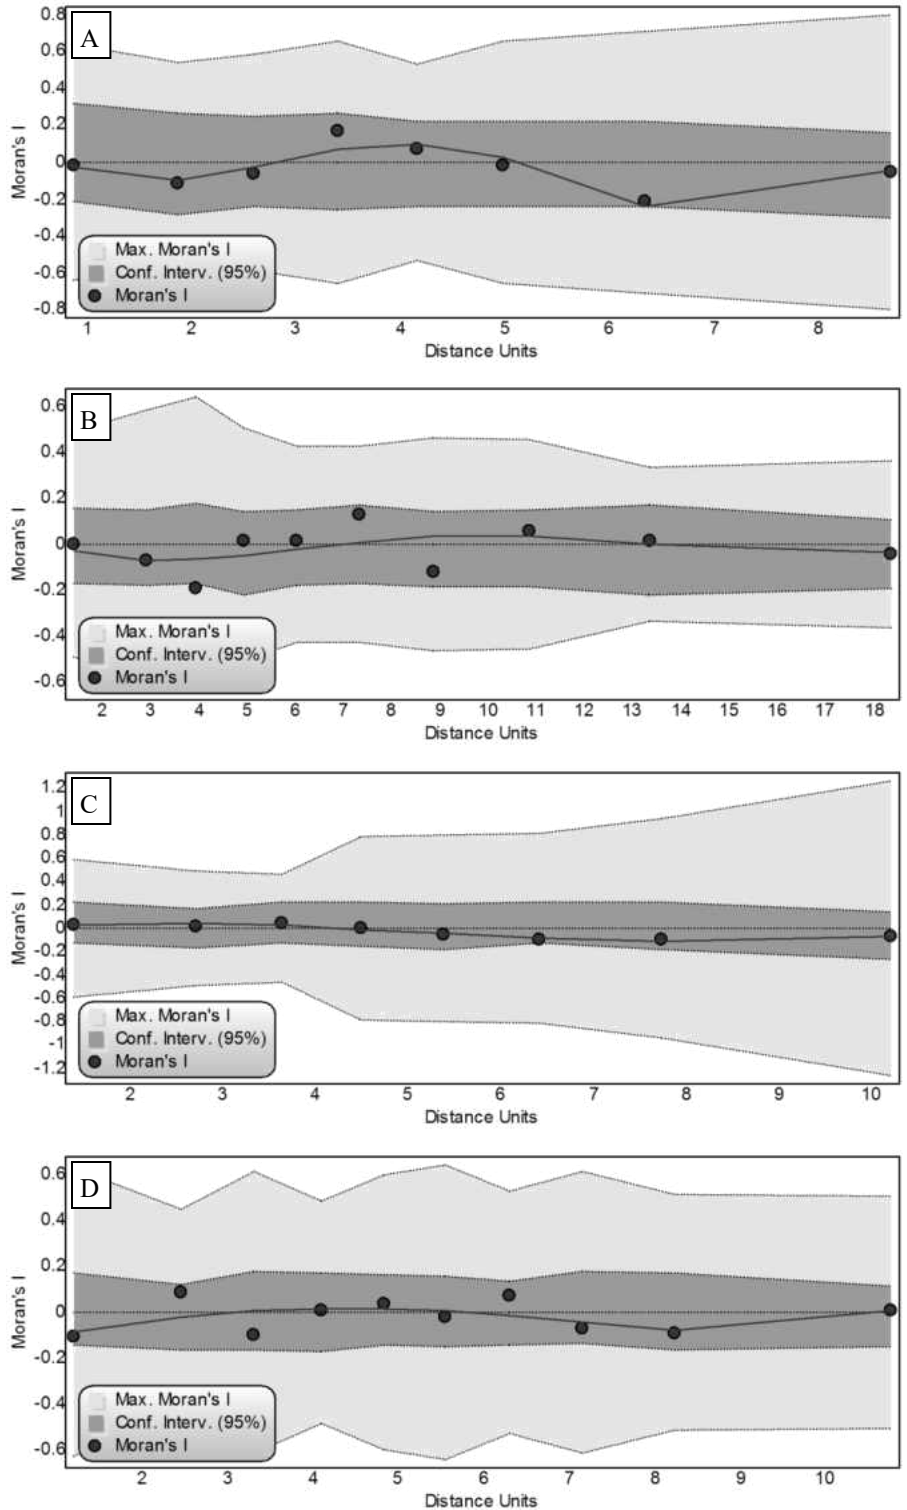 A
0.8
0.6
0.4
0.2
0
-0.2
-0.4
-0.6
-0.8
Moran's I
Max. Moran's I
Conf. Interv. (95%)
Moran's I
1 2 3 4 5 6 7 8
Distance Units
B
0.6
0.4
0.2
0
-0.2
-0.4
-0.6
Moran's I
Max. Moran's I
Conf. Interv. (95%)
Moran's I
2 3 4 5 6 7 8 9 10 11 12 13 14 15 16 17 18
Distance Units
C
1.2
1
0.8
0.6
0.4
0.2
0
-0.2
-0.4
-0.6
-0.8
-1
-1.2
Moran's I
Max. Moran's I
Conf. Interv. (95%)
Moran's I
2 3 4 5 6 7 8 9 10
Distance Units
D
0.6
0.4
0.2
0
-0.2
-0.4
-0.6
Moran's I
Max. Moran's I
Conf. Interv. (95%)
Moran's I
2 3 4 5 6 7 8 9 10
Distance Units